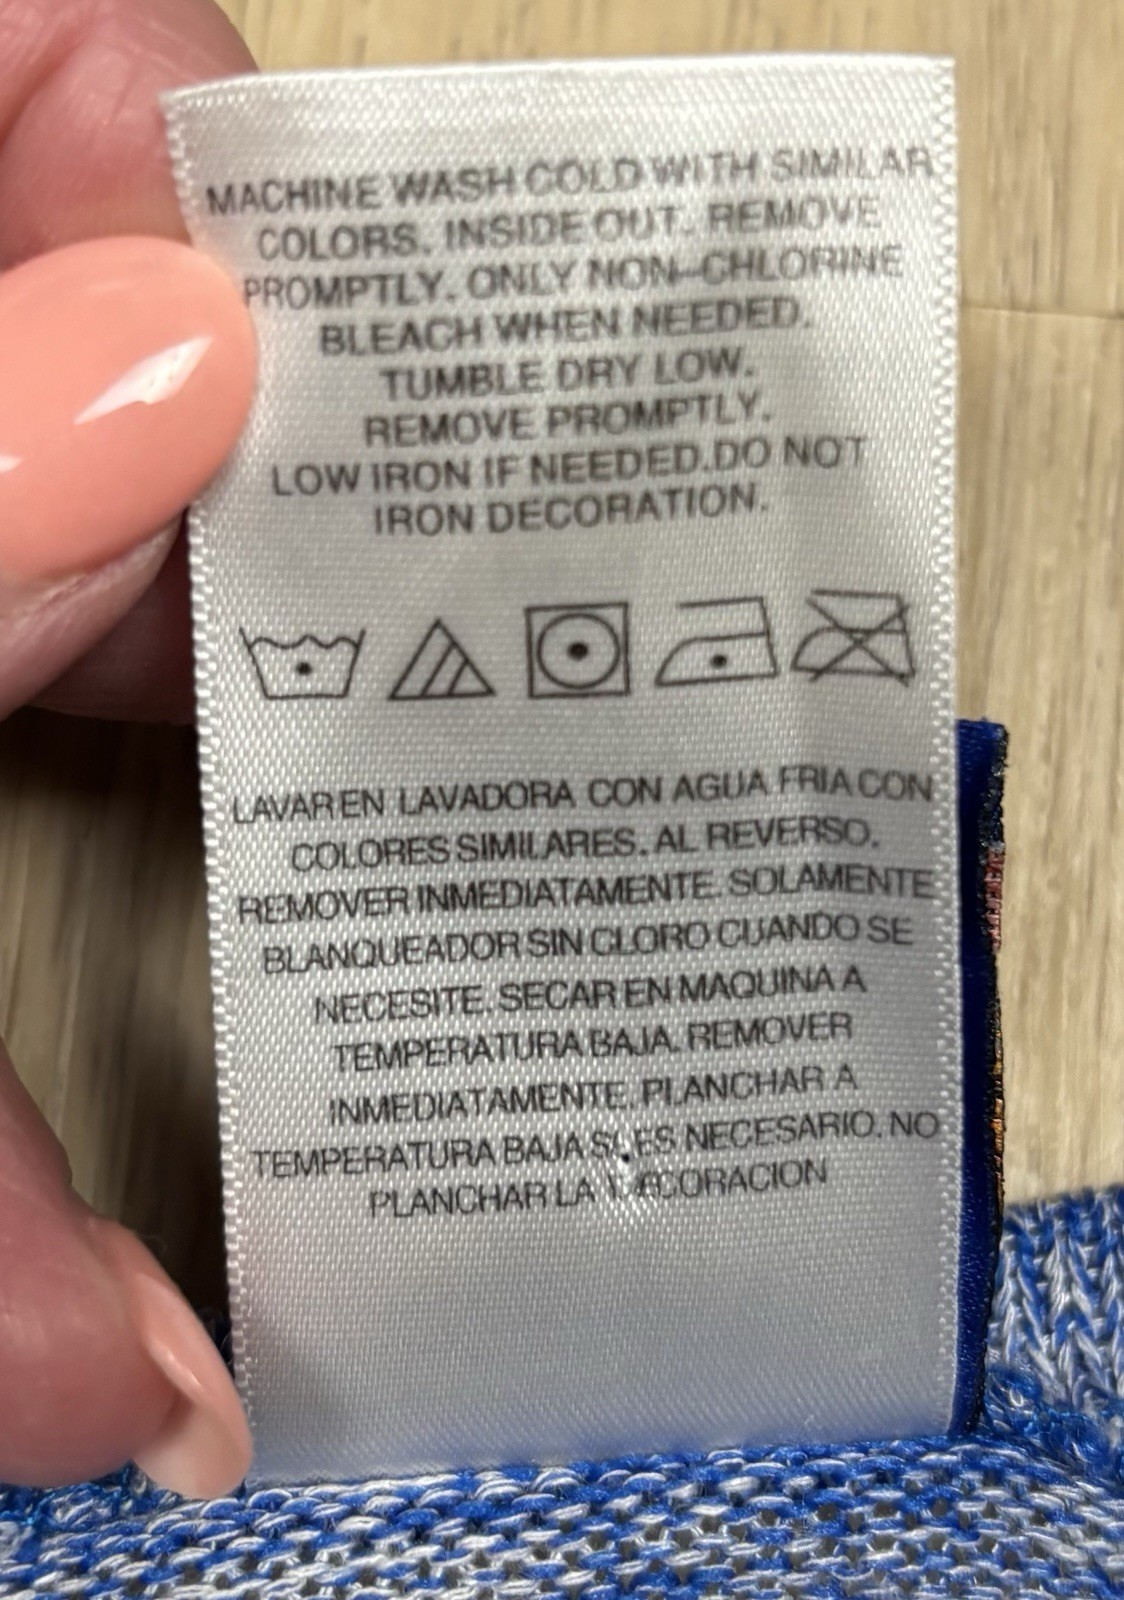 MACHINE WASH COLD WITH SIMILAR
COLORS. INSIDE OUT. REMOVE
PROMPTLY. ONLY NON-CHLORINE
BLEACH WHEN NEEDED.
TUMBLE DRY LOW.
REMOVE PROMPTLY.
LOW IRON IF NEEDED.DO NOT
IRON DECORATION.
LAVAR EN LAVADORA CON AGUA FRIA CON
COLORES SIMILARES. AL REVERSO.
REMOVER INMEDIATAMENTE. SOLAMENTE
BLANQUEADOR SIN CLORO CUANDO SE
NECESITE. SECAR EN MAQUINA A
TEMPERATURA BAJA. REMOVER
INMEDIATAMENTE. PLANCHAR A
TEMPERATURA BAJA SI ES NECESARIO. NO
PLANCHAR LA DECORACION